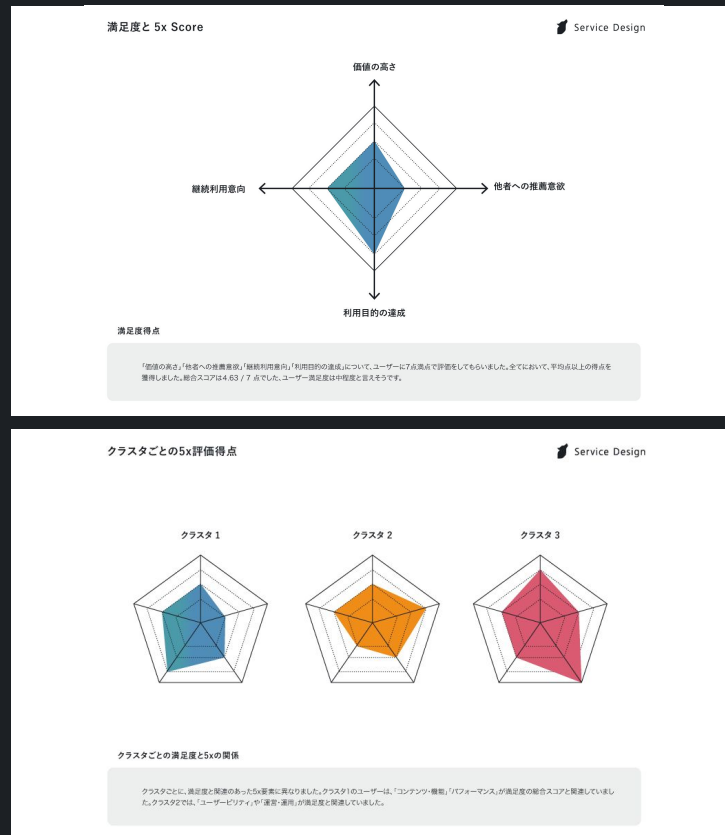 満足度と 5x Score
Service Design
価値の高さ
継続利用意向
他者への推薦意欲
利用目的の達成
満足度得点
「価値の高さ」「他者への推薦意欲」「継続利用意向」「利用目的の達成」について、ユーザーに7点満点で評価をしてもらいました。全てにおいて、平均点以上の得点を
獲得しました。総合スコアは4.63 / 7 点でした、ユーザー満足度は中程度と言えそうです。
クラスタごとの5x評価得点
Service Design
クラスタ 1
クラスタ 2
クラスタ 3
クラスタごとの満足度と5xの関係
クラスタごとに、満足度と関連のあった5x要素に異なりました。クラスタ1のユーザーは、「コンテンツ・機能」「パフォーマンス」が満足度の総合スコアと関連していまし
た。クラスタ2では、「ユーザービリティ」や「運営・運用」が満足度と関連していました。